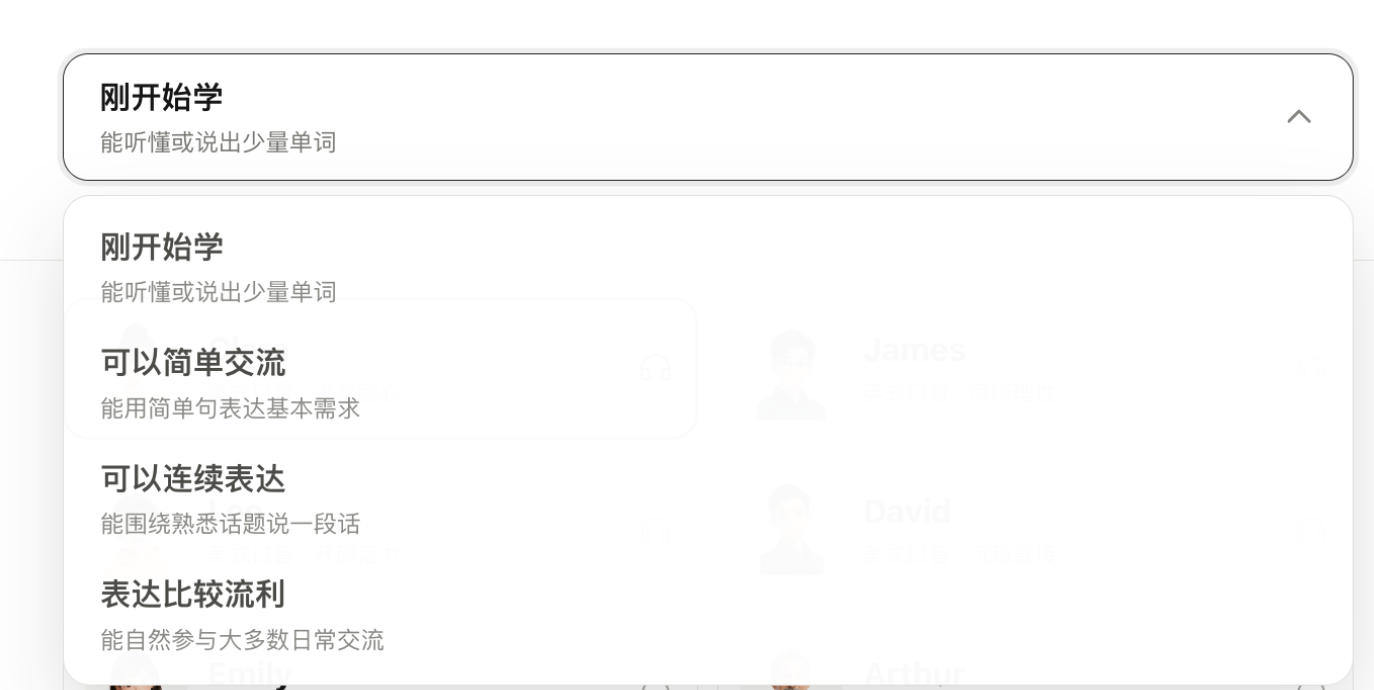 刚开始学
能听懂或说出少量单词
刚开始学
能听懂或说出少量单词
可以简单交流
能用简单句表达基本需求
James
可以连续表达
能围绕熟悉话题说一段话
Leo
David
表达比较流利
能自然参与大多数日常交流
Emily
Arthur